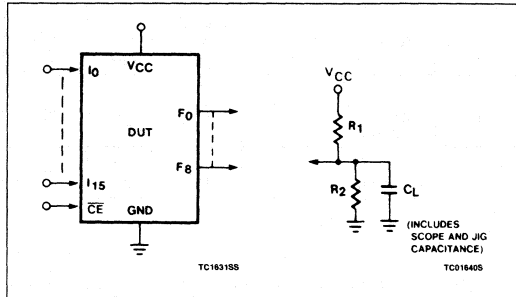 VCC
I0
F0
DUT
F8
I15
CE GND
TC1631SS
VCC
R1
R2
CL
(INCLUDES
SCOPE AND JIG
CAPACITANCE)
TC01640S